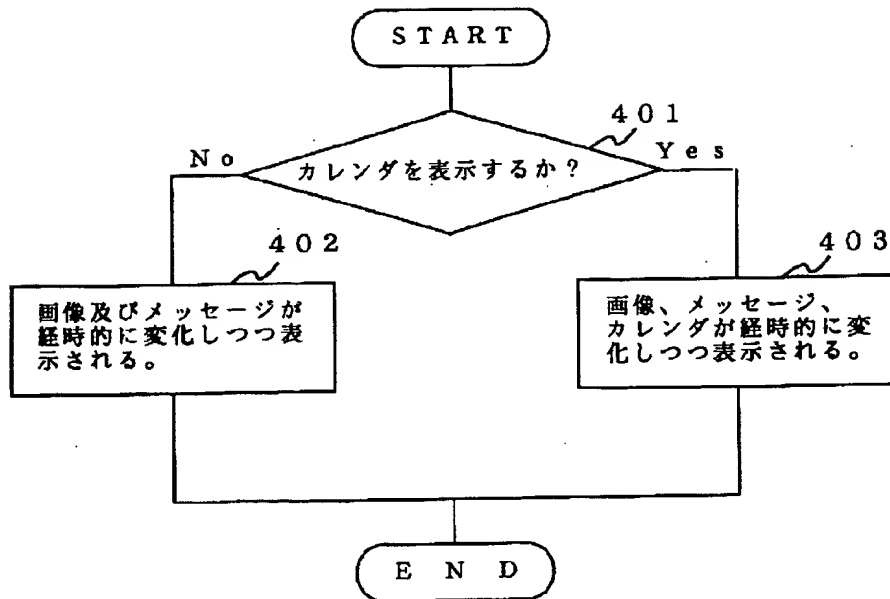 START
401
No
カレンダを表示するか？
Yes
402
画像及びメッセージが
経時的に変化しつつ表
示される。
403
画像、メッセージ、
カレンダが経時的に変
化しつつ表示される。
END